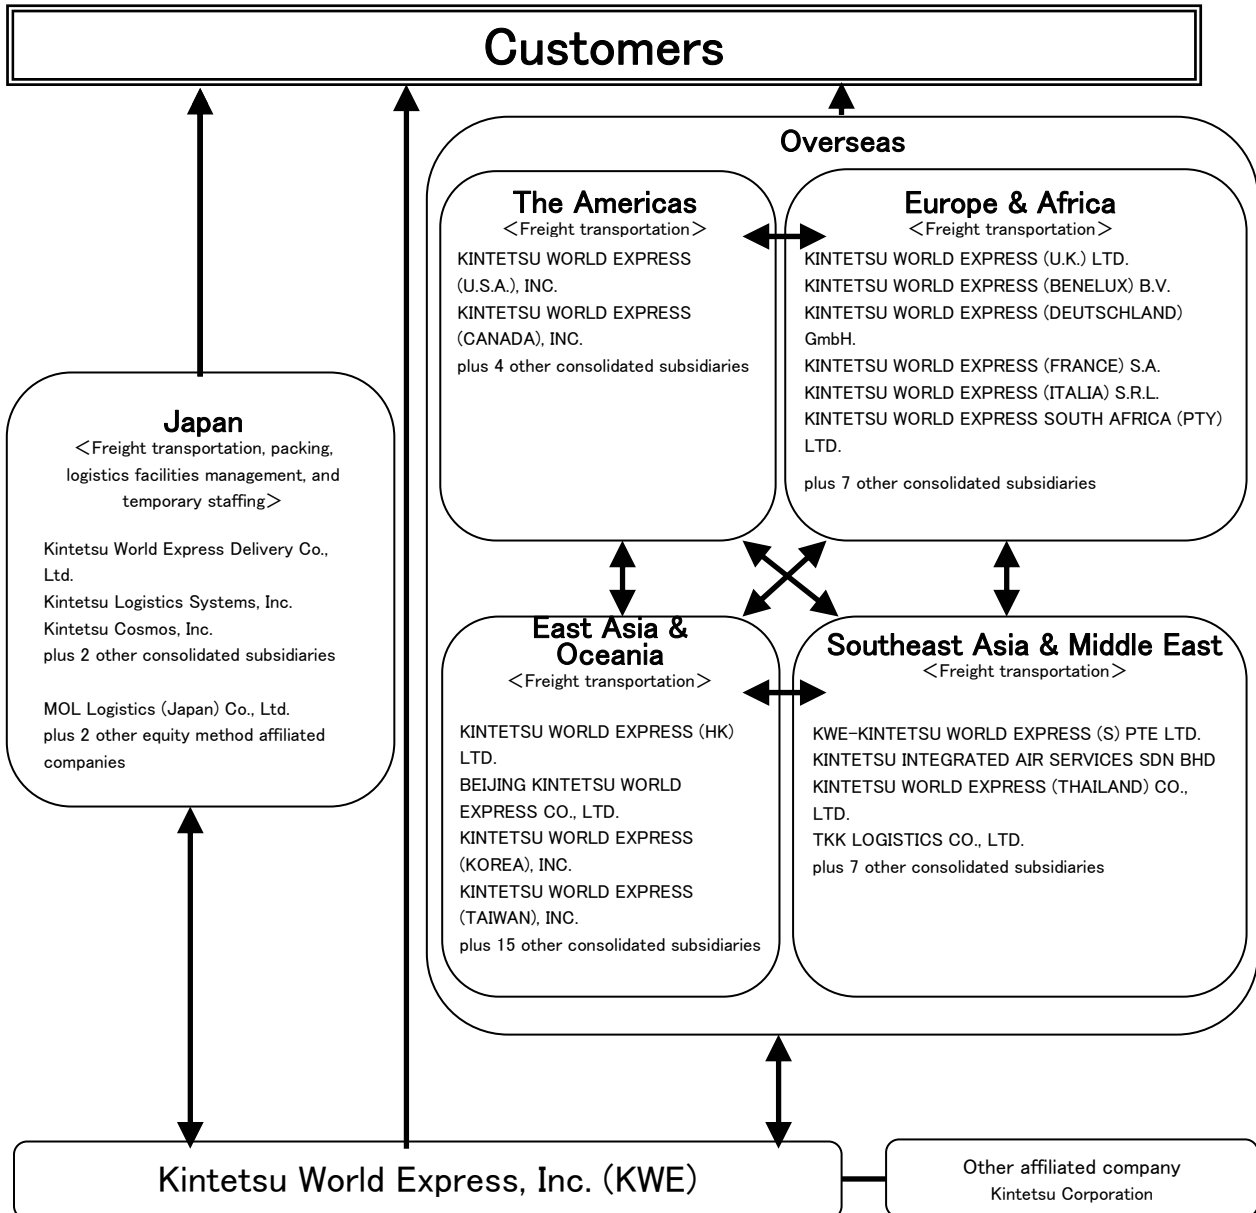 Customers
Overseas
The Americas
<Freight transportation>
KINTETSU WORLD EXPRESS
(U.S.A.), INC.
KINTETSU WORLD EXPRESS
(CANADA), INC.
plus 4 other consolidated subsidiaries
Europe & Africa
<Freight transportation>
KINTETSU WORLD EXPRESS (U.K.) LTD.
KINTETSU WORLD EXPRESS (BENELUX) B.V.
KINTETSU WORLD EXPRESS (DEUTSCHLAND)
GmbH.
KINTETSU WORLD EXPRESS (FRANCE) S.A.
KINTETSU WORLD EXPRESS (ITALIA) S.R.L.
KINTETSU WORLD EXPRESS SOUTH AFRICA (PTY)
LTD.
plus 7 other consolidated subsidiaries
Japan
<Freight transportation, packing,
logistics facilities management, and
temporary staffing>
Kintetsu World Express Delivery Co.,
Ltd.
Kintetsu Logistics Systems, Inc.
Kintetsu Cosmos, Inc.
plus 2 other consolidated subsidiaries
MOL Logistics (Japan) Co., Ltd.
plus 2 other equity method affiliated
companies
East Asia &
Oceania
<Freight transportation>
KINTETSU WORLD EXPRESS (HK)
LTD.
BEIJING KINTETSU WORLD
EXPRESS CO., LTD.
KINTETSU WORLD EXPRESS
(KOREA), INC.
KINTETSU WORLD EXPRESS
(TAIWAN), INC.
plus 15 other consolidated subsidiaries
Southeast Asia & Middle East
<Freight transportation>
KWE-KINTETSU WORLD EXPRESS (S) PTE LTD.
KINTETSU INTEGRATED AIR SERVICES SDN BHD
KINTETSU WORLD EXPRESS (THAILAND) CO.,
LTD.
TKK LOGISTICS CO., LTD.
plus 7 other consolidated subsidiaries
Kintetsu World Express, Inc. (KWE)
Other affiliated company
Kintetsu Corporation